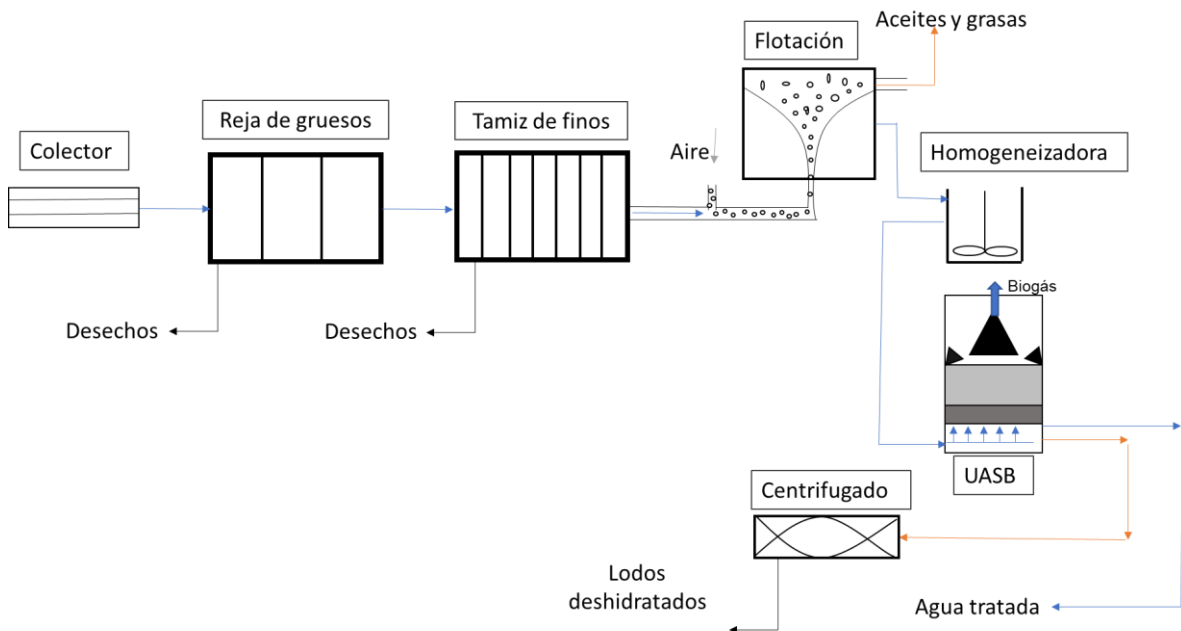 Aceites y grasas
Flotación
Reja de gruesos
Tamiz de finos
Colector
Aire
Homogeneizadora
Biogás
Desechos
Desechos
UASB
Centrifugado
Lodos
deshidratados
Agua tratada